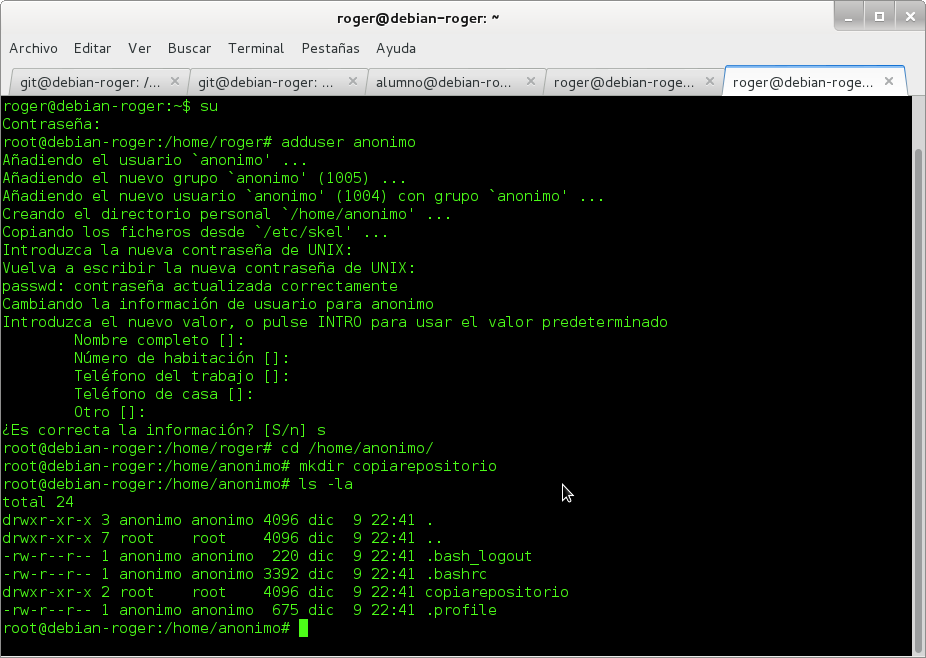 roger@debian-roger: ~
Archivo Editar Ver Buscar Terminal Pestañas Ayuda
git@debian-roger: /... git@debian-roger: ... alumno@debian-ro... roger@debian-roge... roger@debian-roge...
roger@debian-roger:~$ su
Contraseña:
root@debian-roger:/home/roger# adduser anonimo
Añadiendo el usuario `anonimo' ...
Añadiendo el nuevo grupo `anonimo' (1005) ...
Añadiendo el nuevo usuario `anonimo' (1004) con grupo `anonimo' ...
Creando el directorio personal `/home/anonimo' ...
Copiando los ficheros desde `/etc/skel' ...
Introduzca la nueva contraseña de UNIX:
Vuelva a escribir la nueva contraseña de UNIX:
passwd: contraseña actualizada correctamente
Cambiando la información de usuario para anonimo
Introduzca el nuevo valor, o pulse INTRO para usar el valor predeterminado
        Nombre completo []:
        Número de habitación []:
        Teléfono del trabajo []:
        Teléfono de casa []:
        Otro []:
¿Es correcta la información? [S/n] s
root@debian-roger:/home/roger# cd /home/anonimo/
root@debian-roger:/home/anonimo# mkdir copiarepositorio
root@debian-roger:/home/anonimo# ls -la
total 24
drwxr-xr-x 3 anonimo anonimo 4096 dic  9 22:41 .
drwxr-xr-x 7 root    root    4096 dic  9 22:41 ..
-rw-r--r-- 1 anonimo anonimo  220 dic  9 22:41 .bash_logout
-rw-r--r-- 1 anonimo anonimo 3392 dic  9 22:41 .bashrc
drwxr-xr-x 2 root    root    4096 dic  9 22:41 copiarepositorio
-rw-r--r-- 1 anonimo anonimo  675 dic  9 22:41 .profile
root@debian-roger:/home/anonimo#